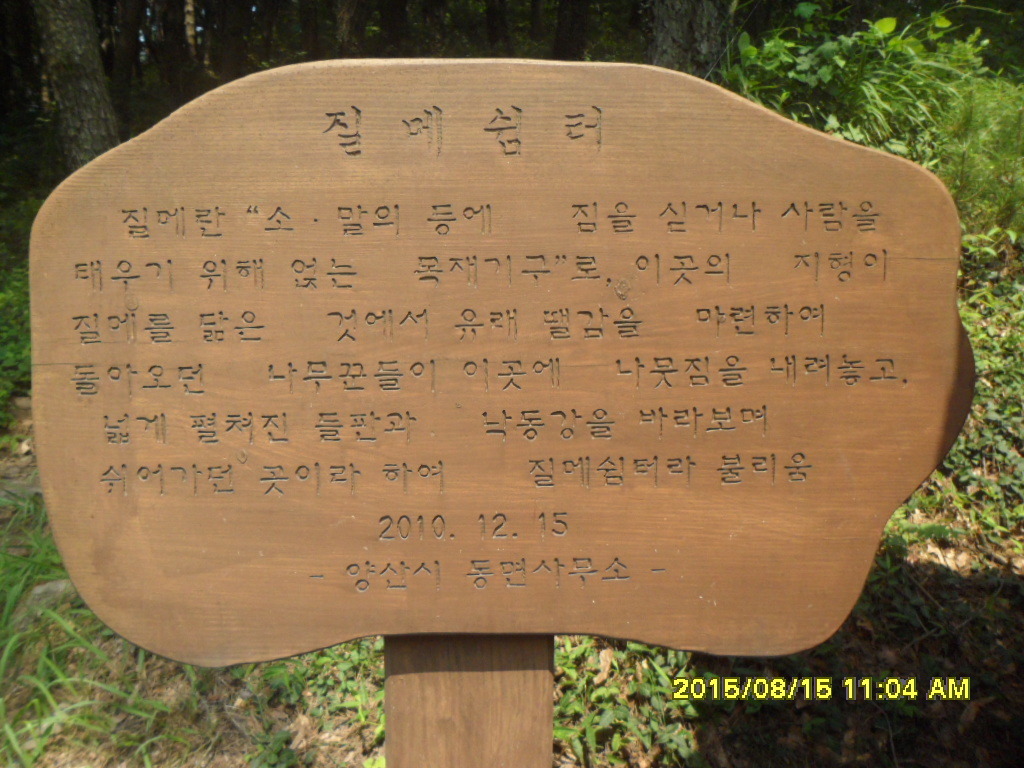 질메쉼터
질메란 “소 · 말의 등에 짐을 싣거나 사람을
태우기 위해 얹는 목재기구”로, 이곳의 지형이
질메를 닮은 것에서 유래 땔감을 마련하여
돌아오던 나무꾼들이 이곳에 나뭇짐을 내려놓고,
넓게 펼쳐진 들판과 낙동강을 바라보며
쉬어가던 곳이라 하여 질메쉼터라 불리움
2010. 12. 15
- 양산시 동면사무소 -
2015/08/15 11:04 AM